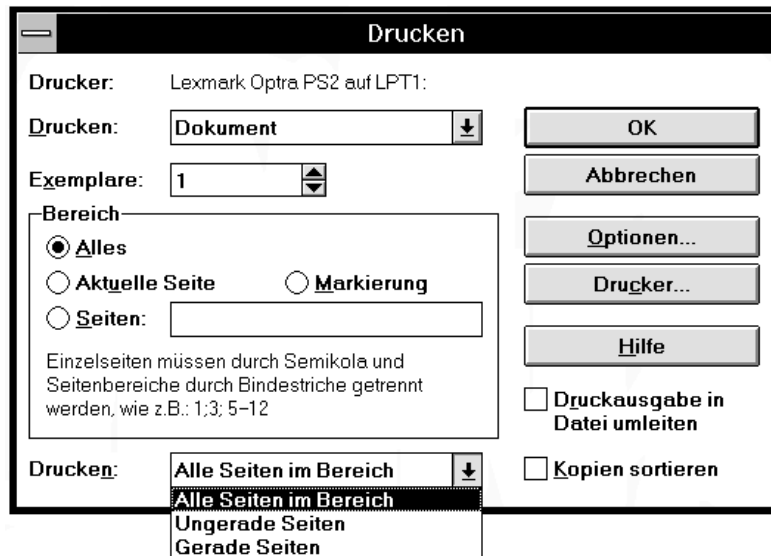 Drucken
Drucker: Lexmark Optra PS2 auf LPT1:
Drucken: Dokument
OK
Exemplare: 1
Abbrechen
Bereich
Alles
Optionen...
Aktuelle Seite Markierung
Drucker...
Seiten:
Hilfe
Einzelseiten müssen durch Semikola und
Seitenbereiche durch Bindestriche getrennt
werden, wie z.B.: 1;3; 5–12
Druckausgabe in
Datei umleiten
Drucken: Alle Seiten im Bereich
Kopien sortieren
Alle Seiten im Bereich
Ungerade Seiten
Gerade Seiten